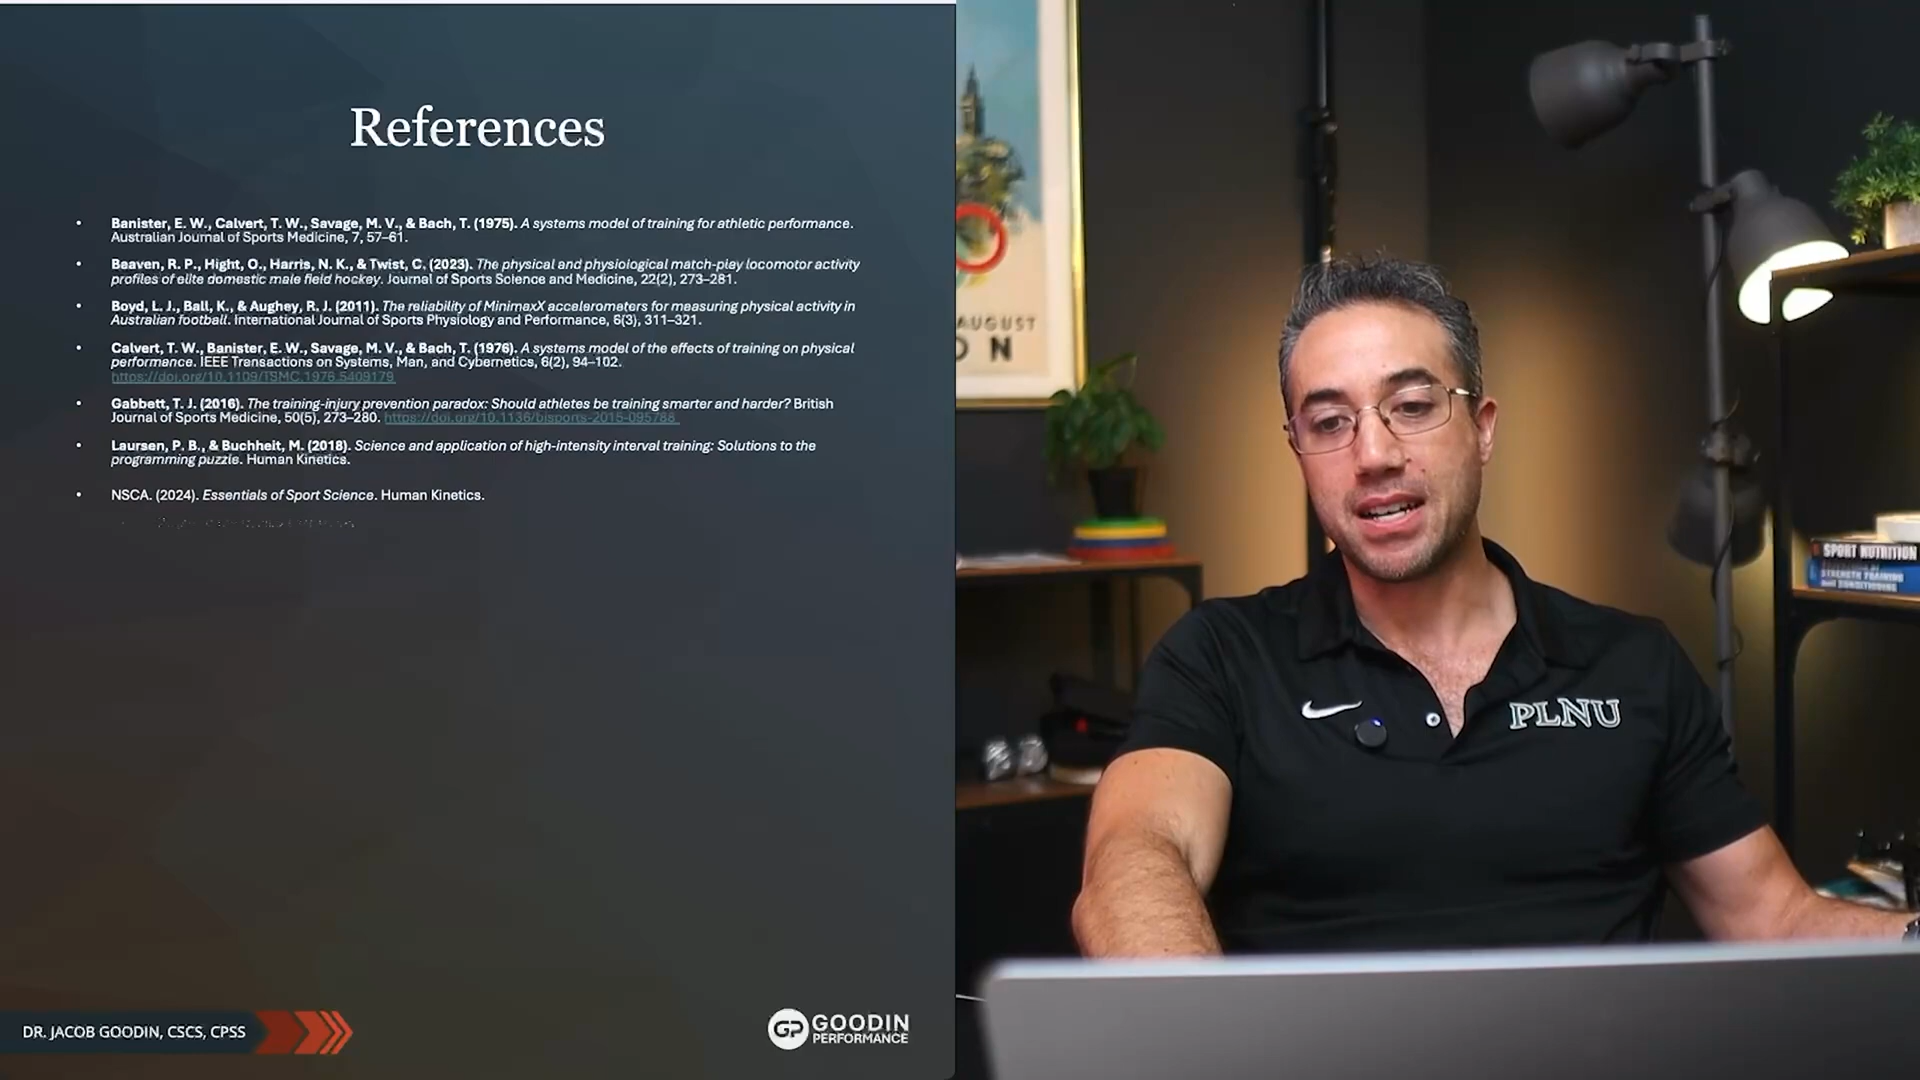 References
• Banister, E. W., Calvert, T. W., Savage, M. V., & Bach, T. (1975). A systems model of training for athletic performance.
Australian Journal of Sports Medicine, 7, 57–61.
• Beaven, R. P., Hight, O., Harris, N. K., & Twist, C. (2023). The physical and physiological match-play locomotor activity
profiles of elite domestic male field hockey. Journal of Sports Science and Medicine, 22(2), 273–281.
• Boyd, L. J., Ball, K., & Aughey, R. J. (2011). The reliability of MinimaxX accelerometers for measuring physical activity in
Australian football. International Journal of Sports Physiology and Performance, 6(3), 311–321.
• Calvert, T. W., Banister, E. W., Savage, M. V., & Bach, T. (1976). A systems model of the effects of training on physical
performance. IEEE Transactions on Systems, Man, and Cybernetics, 6(2), 94–102.
https://doi.org/10.1109/TSMC.1976.5409179
• Gabbett, T. J. (2016). The training-injury prevention paradox: Should athletes be training smarter and harder? British
Journal of Sports Medicine, 50(5), 273–280. https://doi.org/10.1136/bjsports-2015-095788
• Laursen, P. B., & Buchheit, M. (2018). Science and application of high-intensity interval training: Solutions to the
programming puzzle. Human Kinetics.
• NSCA. (2024). Essentials of Sport Science. Human Kinetics.
DR. JACOB GOODIN, CSCS, CPSS
GP GOODIN
PERFORMANCE
AUGUST
ON
SPORT NUTRITION
STRENGTH TRAINING
AND CONDITIONING
PLNU